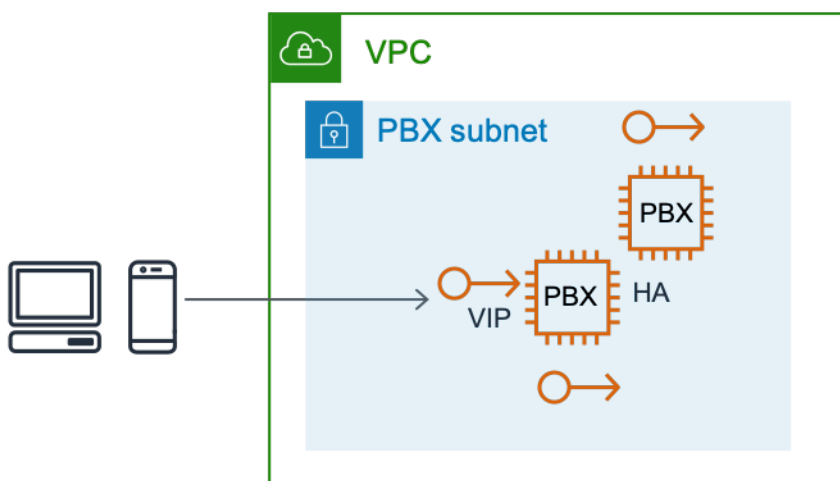 VPC
PBX subnet
PBX
PBX
HA
VIP